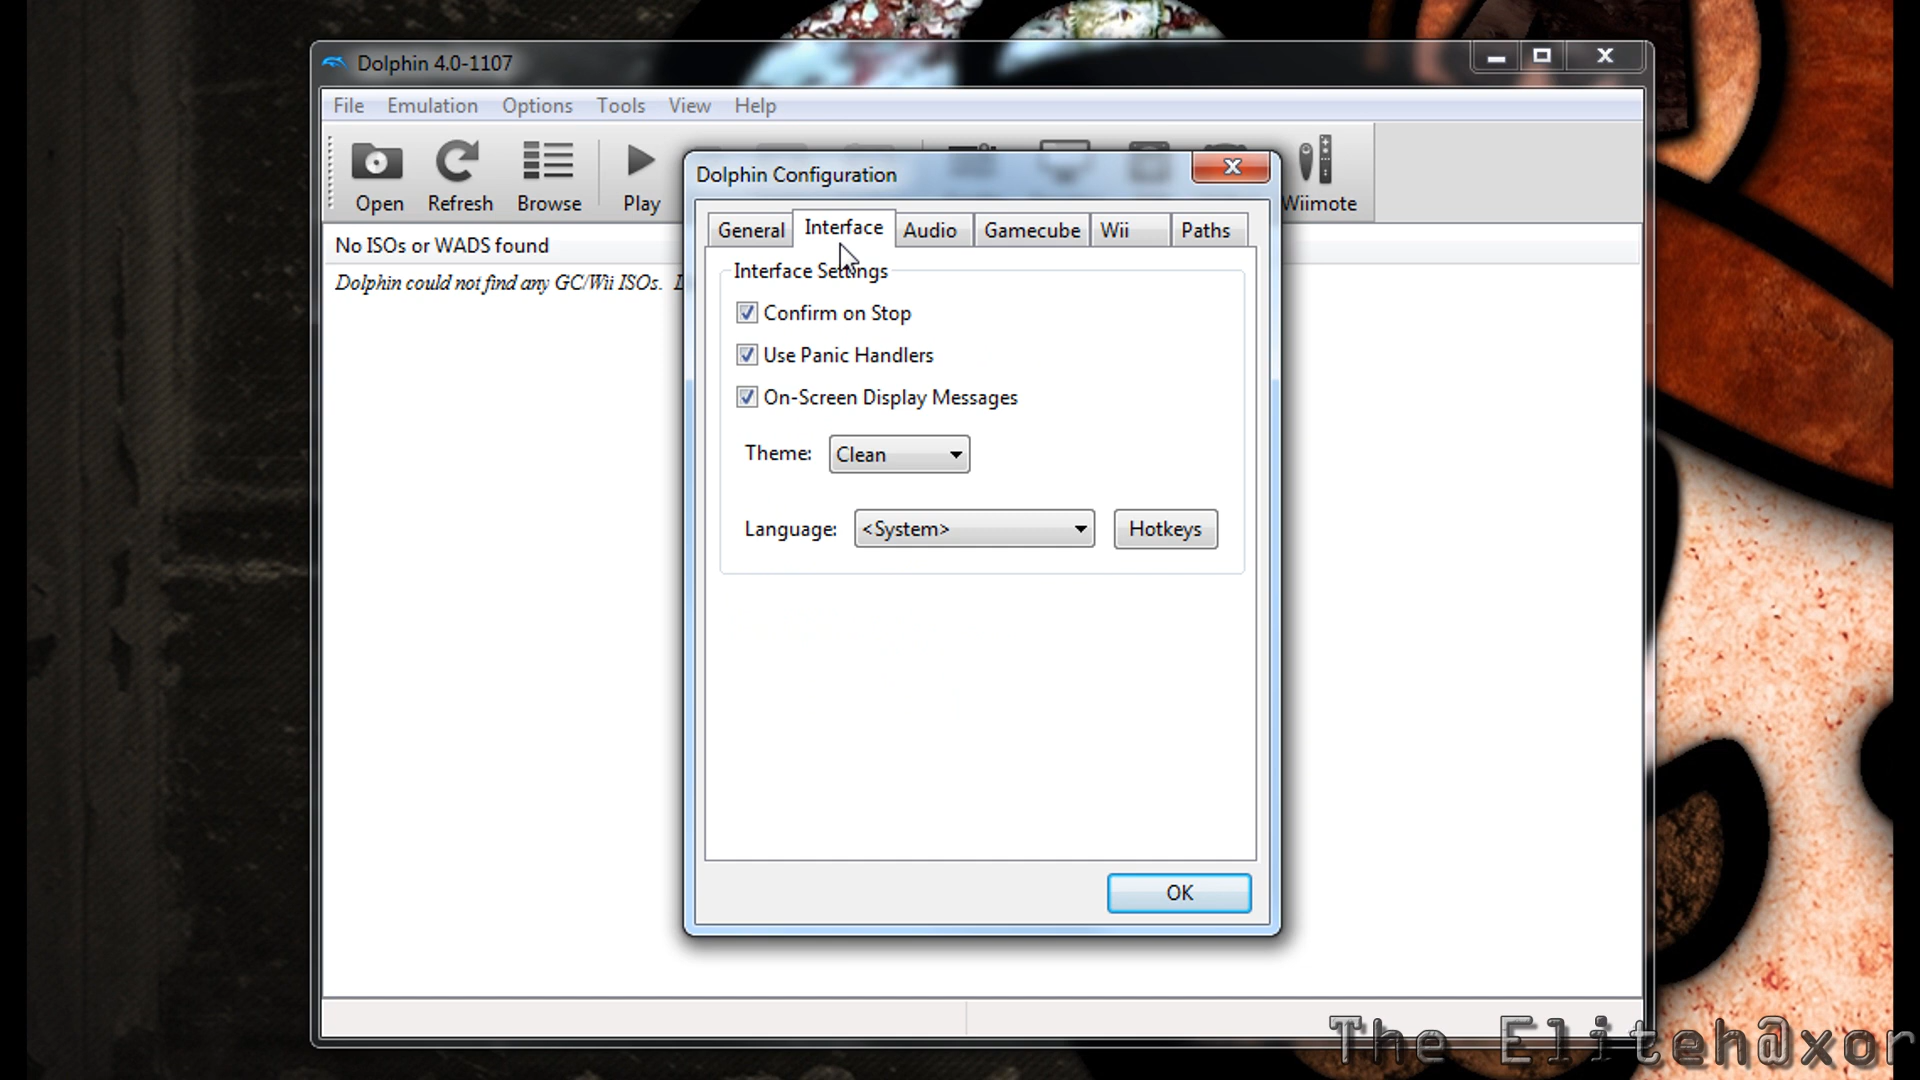 Dolphin 4.0-1107
File Emulation Options Tools View Help
Open Refresh Browse Play Wiimote
No ISOs or WADS found
Dolphin could not find any GC/Wii ISOs.
Dolphin Configuration
General Interface Audio Gamecube Wii Paths
Interface Settings
Confirm on Stop
Use Panic Handlers
On-Screen Display Messages
Theme: Clean
Language: <System> Hotkeys
OK
The Eliteh@xor